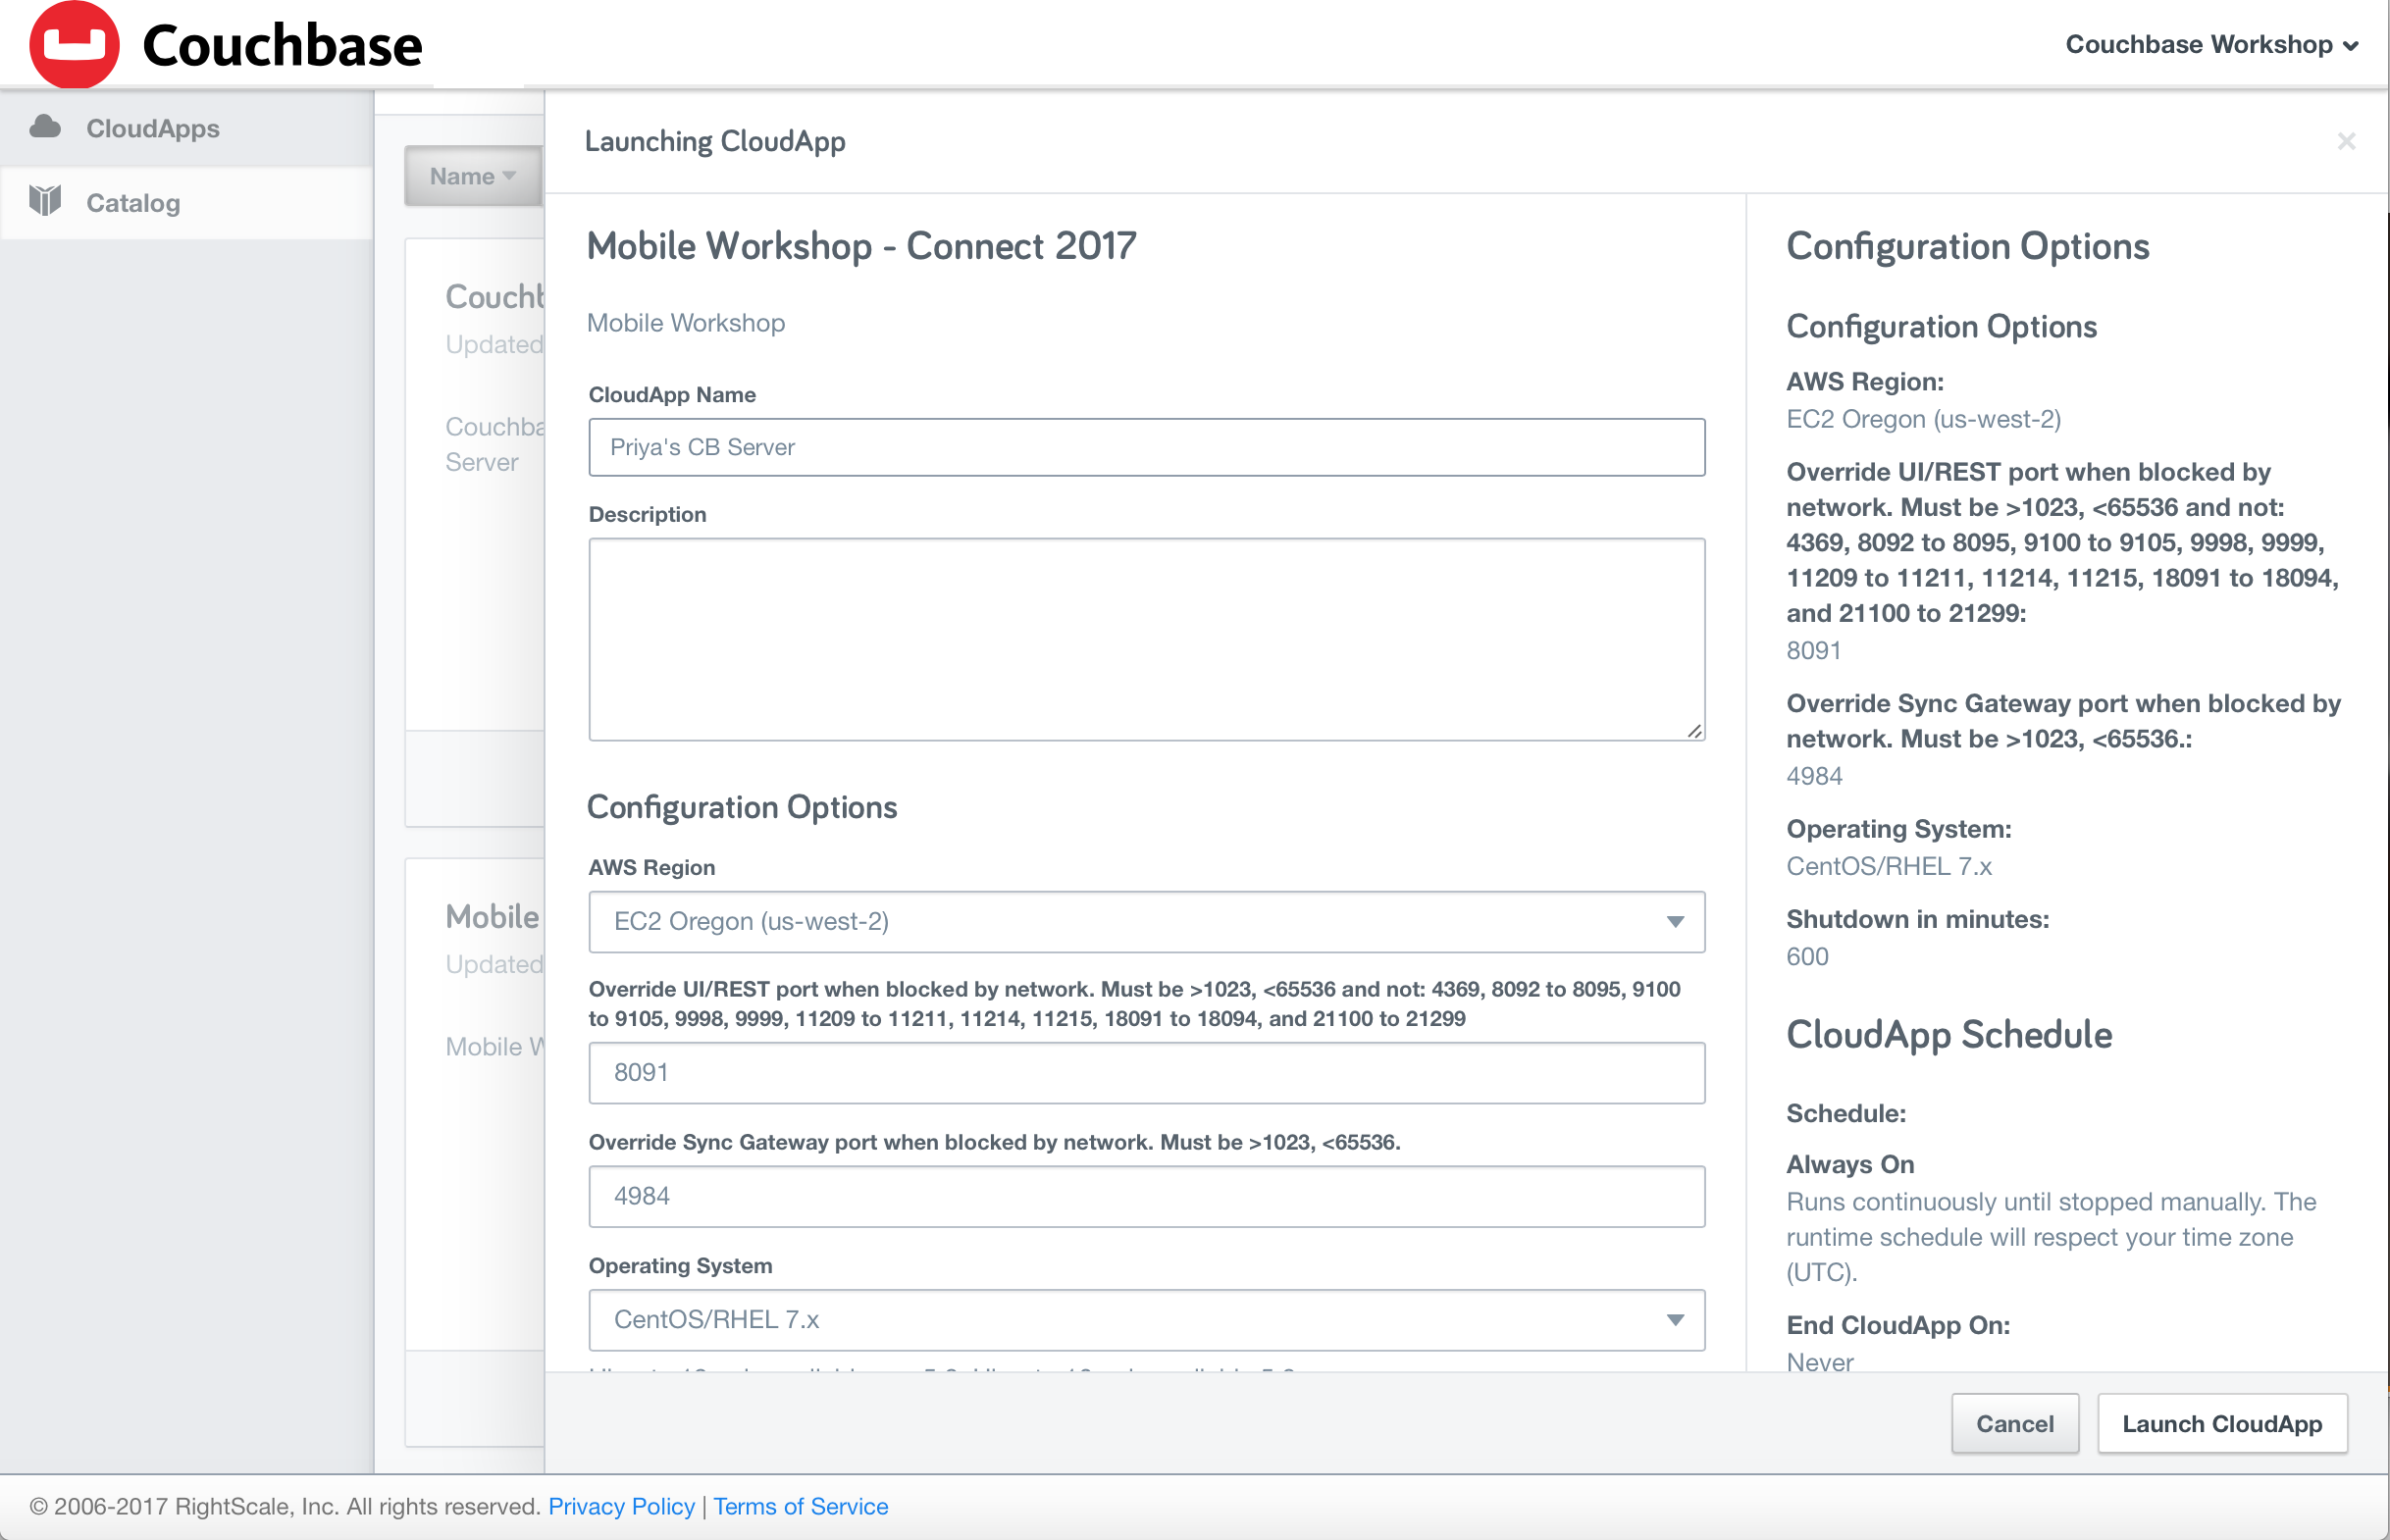 Couchbase
Couchbase Workshop
CloudApps
Catalog
Name
Updated
Server
Mobile
Updated
Mobile
Launching CloudApp
Mobile Workshop - Connect 2017
Mobile Workshop
CloudApp Name
Priya's CB Server
Description
Configuration Options
AWS Region
EC2 Oregon (us-west-2)
Override UI/REST port when blocked by network. Must be >1023, <65536 and not: 4369, 8092 to 8095, 9100
to 9105, 9998, 9999, 11209 to 11211, 11214, 11215, 18091 to 18094, and 21100 to 21299
8091
Override Sync Gateway port when blocked by network. Must be >1023, <65536.
4984
Operating System
CentOS/RHEL 7.x
Configuration Options
Configuration Options
AWS Region:
EC2 Oregon (us-west-2)
Override UI/REST port when blocked by
network. Must be >1023, <65536 and not:
4369, 8092 to 8095, 9100 to 9105, 9998, 9999,
11209 to 11211, 11214, 11215, 18091 to 18094,
and 21100 to 21299:
8091
Override Sync Gateway port when blocked by
network. Must be >1023, <65536.:
4984
Operating System:
CentOS/RHEL 7.x
Shutdown in minutes:
600
CloudApp Schedule
Schedule:
Always On
Runs continuously until stopped manually. The
runtime schedule will respect your time zone
(UTC).
End CloudApp On:
Never
Cancel
Launch CloudApp
© 2006-2017 RightScale, Inc. All rights reserved. Privacy Policy | Terms of Service